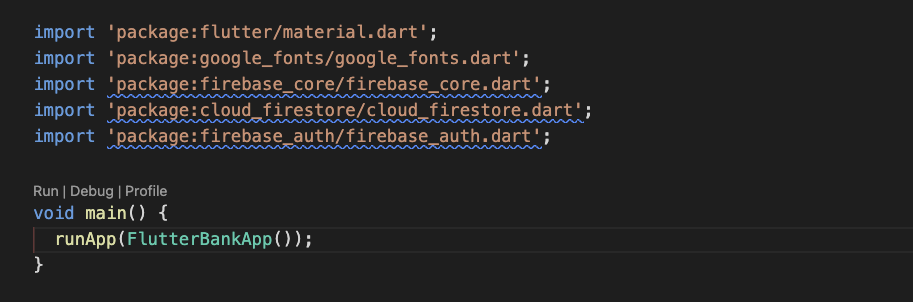 import 'package:flutter/material.dart';
import 'package:google_fonts/google_fonts.dart';
import 'package:firebase_core/firebase_core.dart';
import 'package:cloud_firestore/cloud_firestore.dart';
import 'package:firebase_auth/firebase_auth.dart';
Run | Debug | Profile
void main() {
  runApp(FlutterBankApp());
}